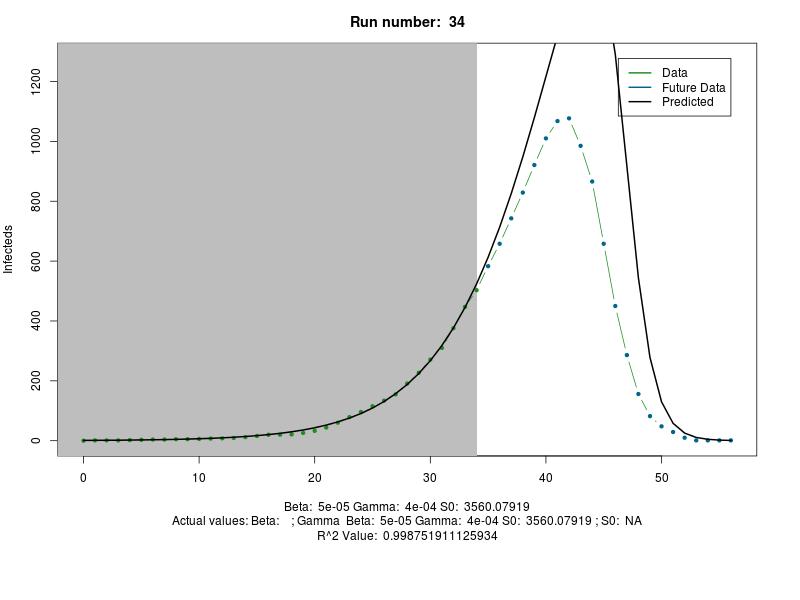 Run number: 34
1200
1000
800
600
400
200
0
Infecteds
Data
Future Data
Predicted
0 10 20 30 40 50
Beta: 5e-05 Gamma: 4e-04 S0: 3560.07919
Actual values: Beta: ; Gamma Beta: 5e-05 Gamma: 4e-04 S0: 3560.07919 ; S0: NA
R^2 Value: 0.998751911125934